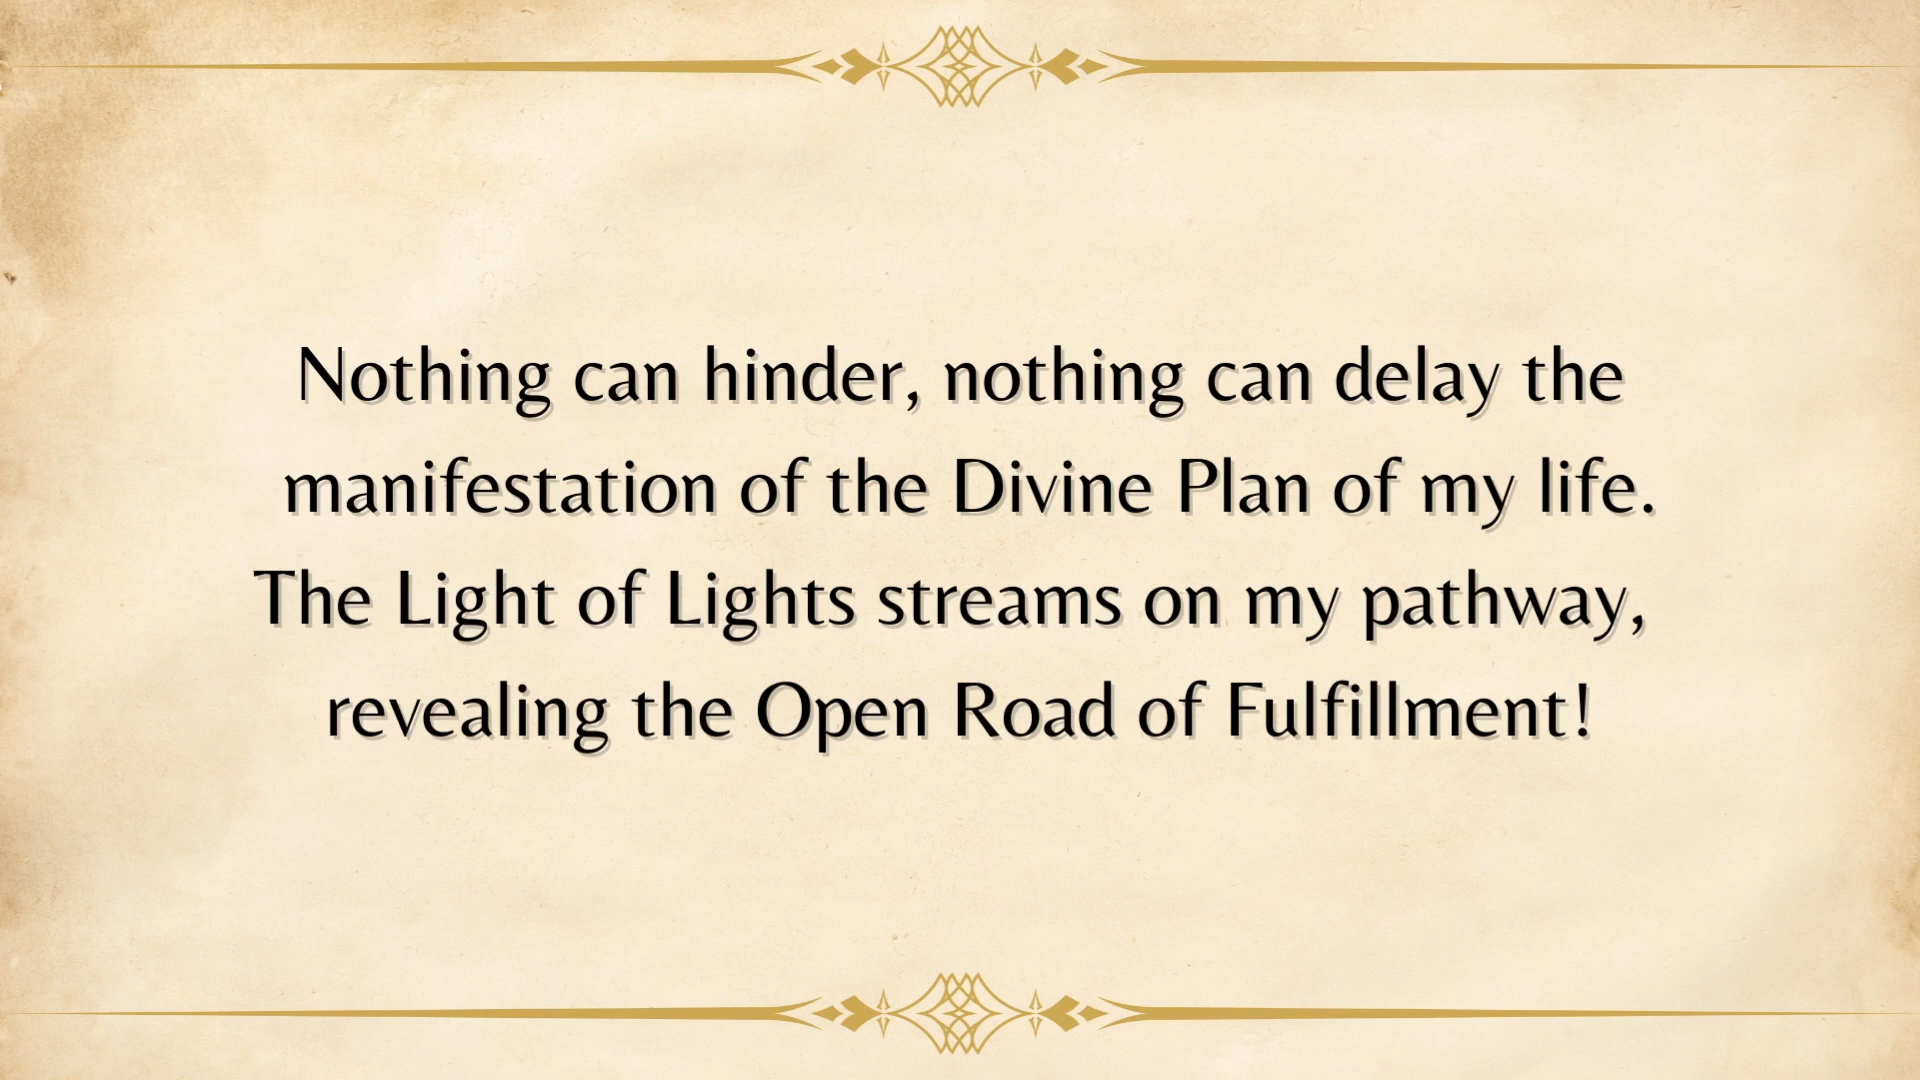 Nothing can hinder, nothing can delay the
manifestation of the Divine Plan of my life.
The Light of Lights streams on my pathway,
revealing the Open Road of Fulfillment!